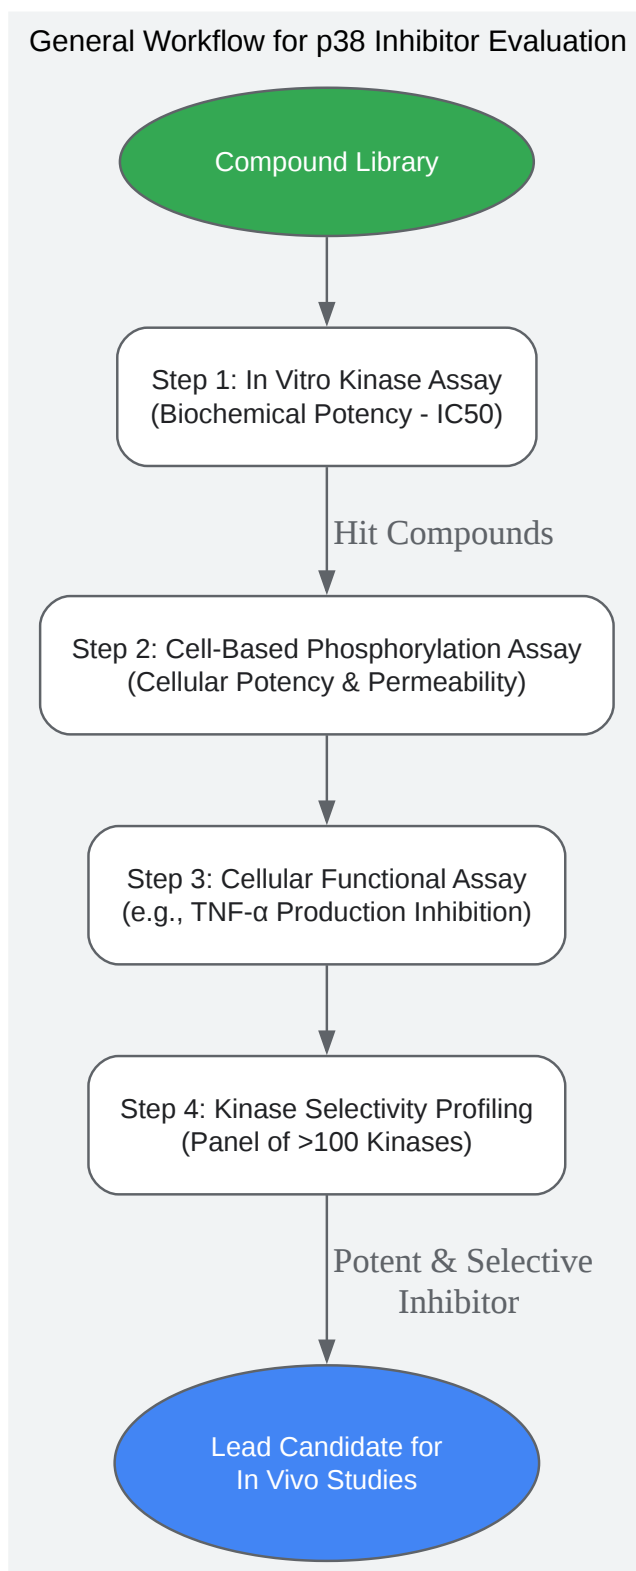 General Workflow for p38 Inhibitor Evaluation
Compound Library
Step 1: In Vitro Kinase Assay
(Biochemical Potency - IC50)
Hit Compounds
Step 2: Cell-Based Phosphorylation Assay
(Cellular Potency & Permeability)
Step 3: Cellular Functional Assay
(e.g., TNF-α Production Inhibition)
Step 4: Kinase Selectivity Profiling
(Panel of >100 Kinases)
Potent & Selective
Inhibitor
Lead Candidate for
In Vivo Studies